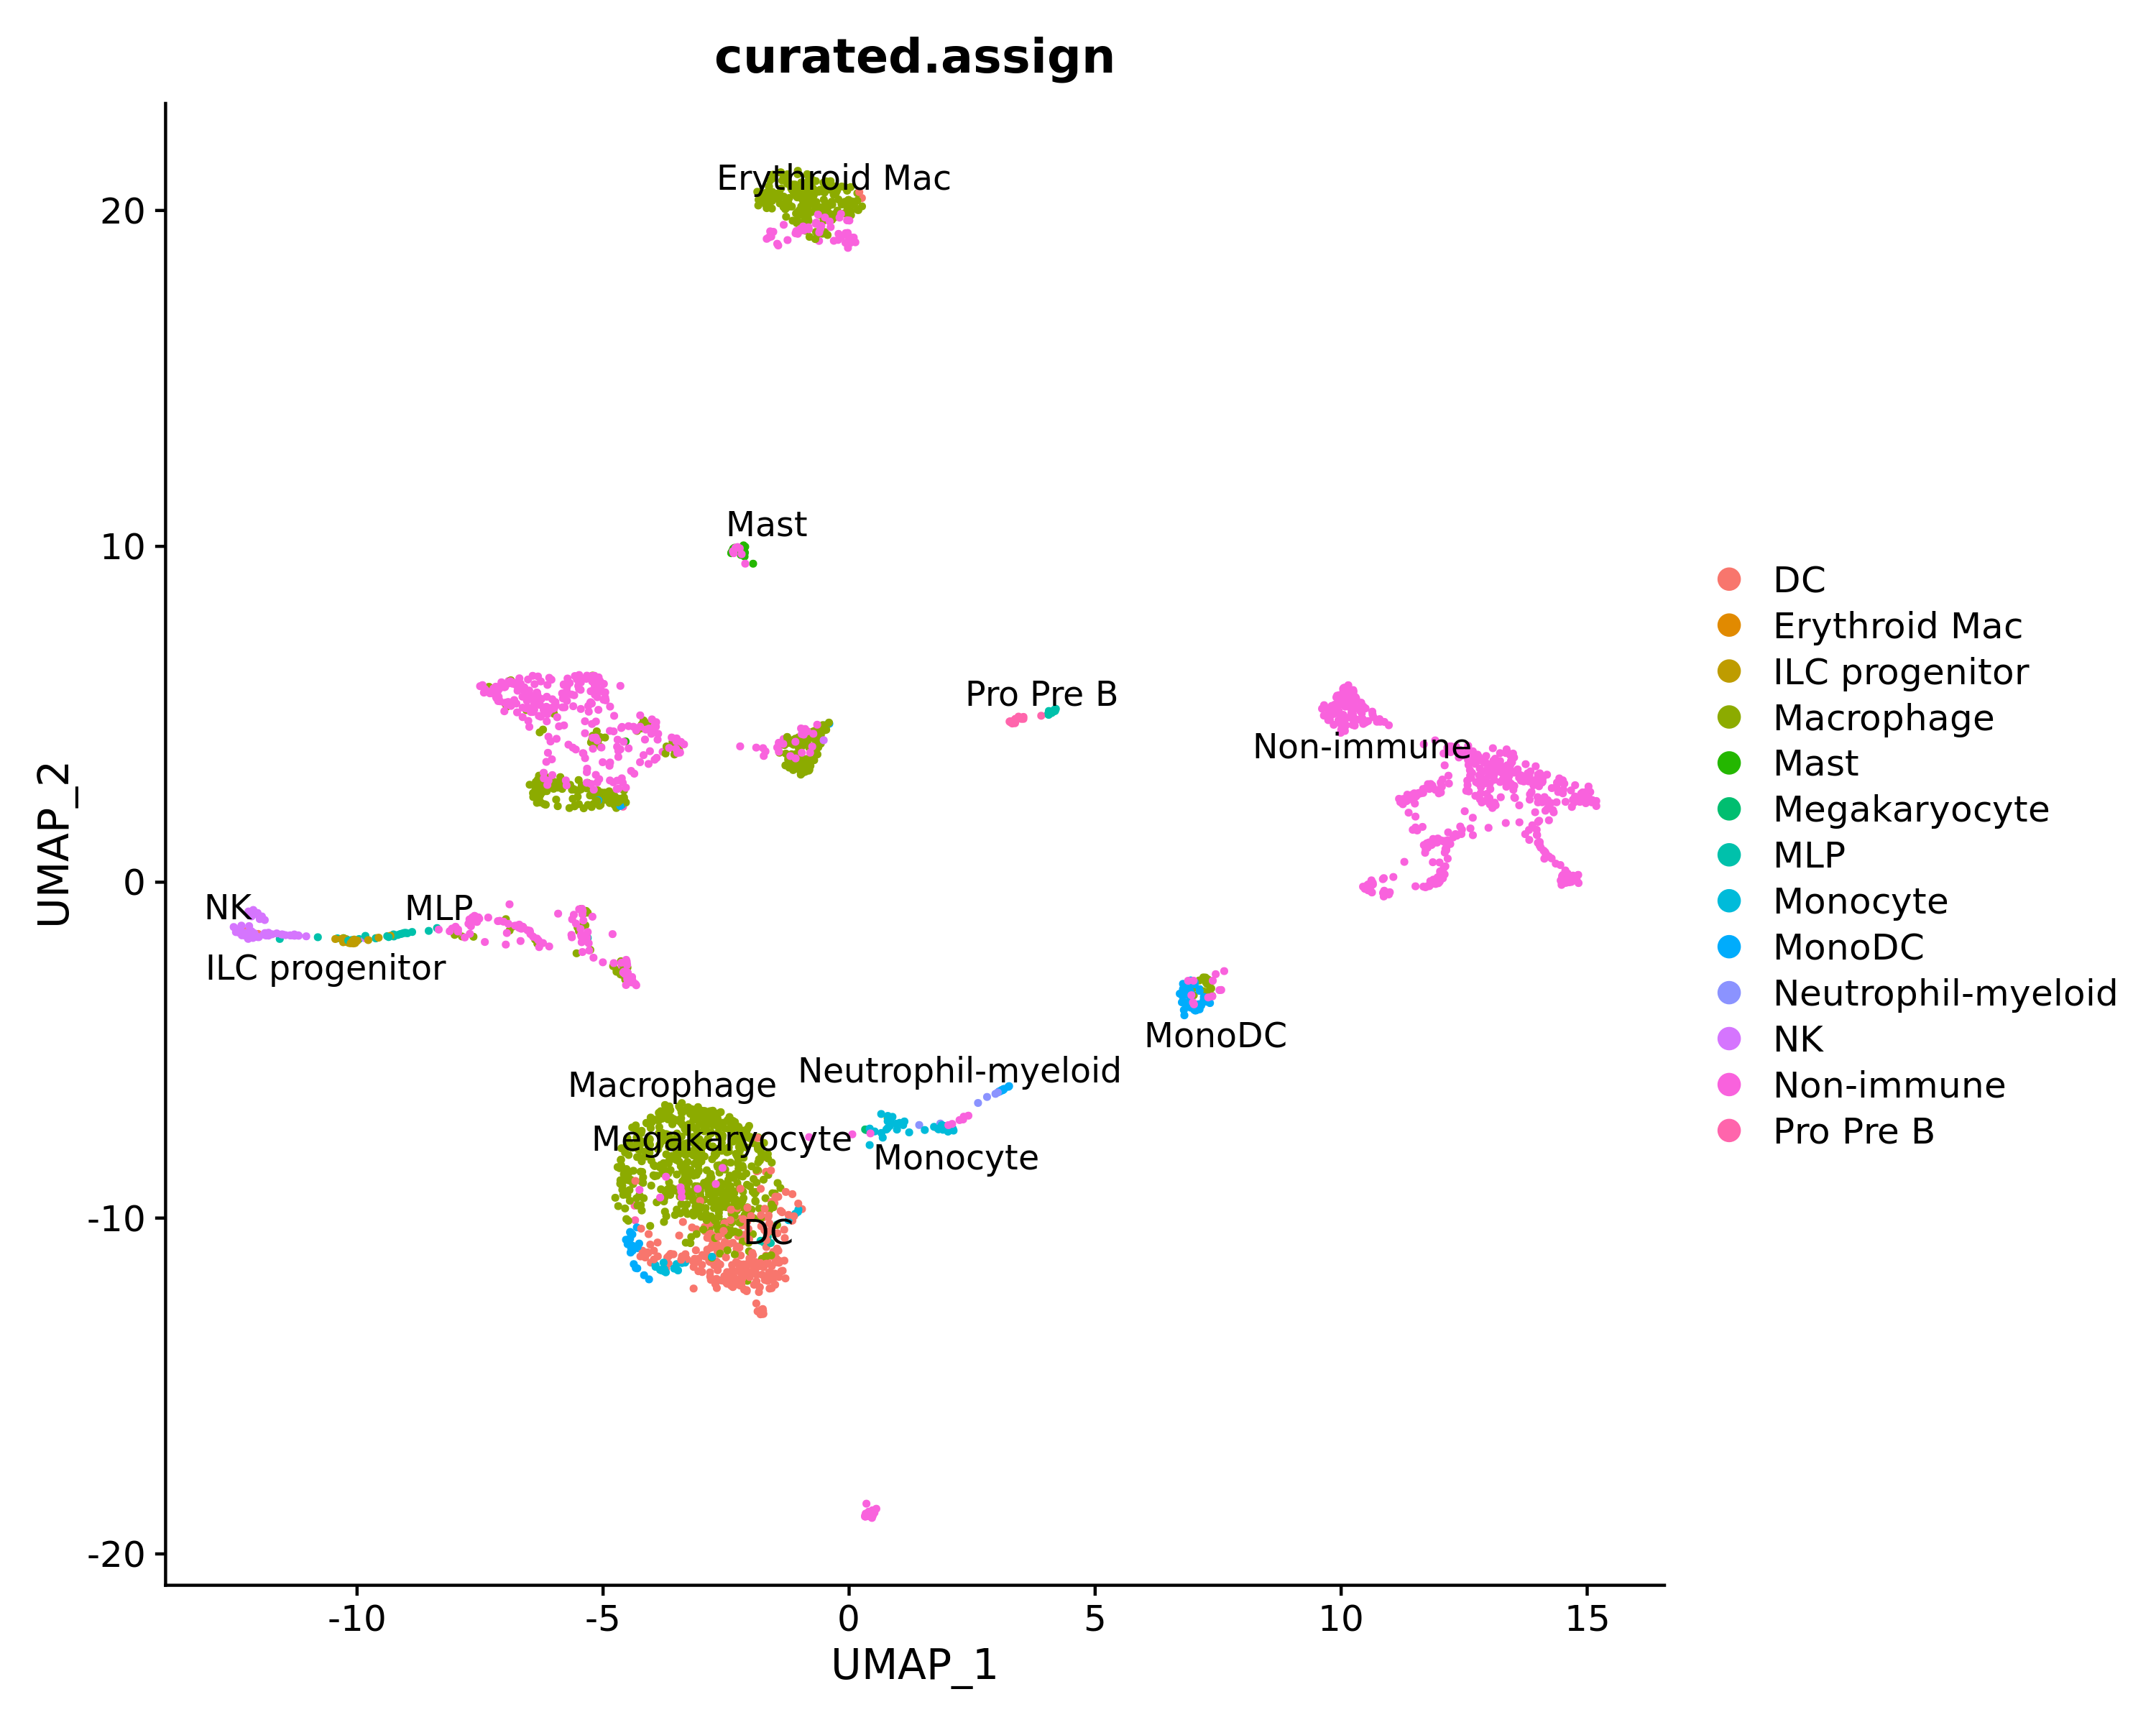 curated.assign
Erythroid Mac
Mast
Pro Pre B
Non-immune
NK
MLP
ILC progenitor
MonoDC
Neutrophil-myeloid
Macrophage
Megakaryocyte
Monocyte
DC
20
10
0
-10
-20
UMAP_2
-10
-5
0
5
10
15
UMAP_1
DC
Erythroid Mac
ILC progenitor
Macrophage
Mast
Megakaryocyte
MLP
Monocyte
MonoDC
Neutrophil-myeloid
NK
Non-immune
Pro Pre B